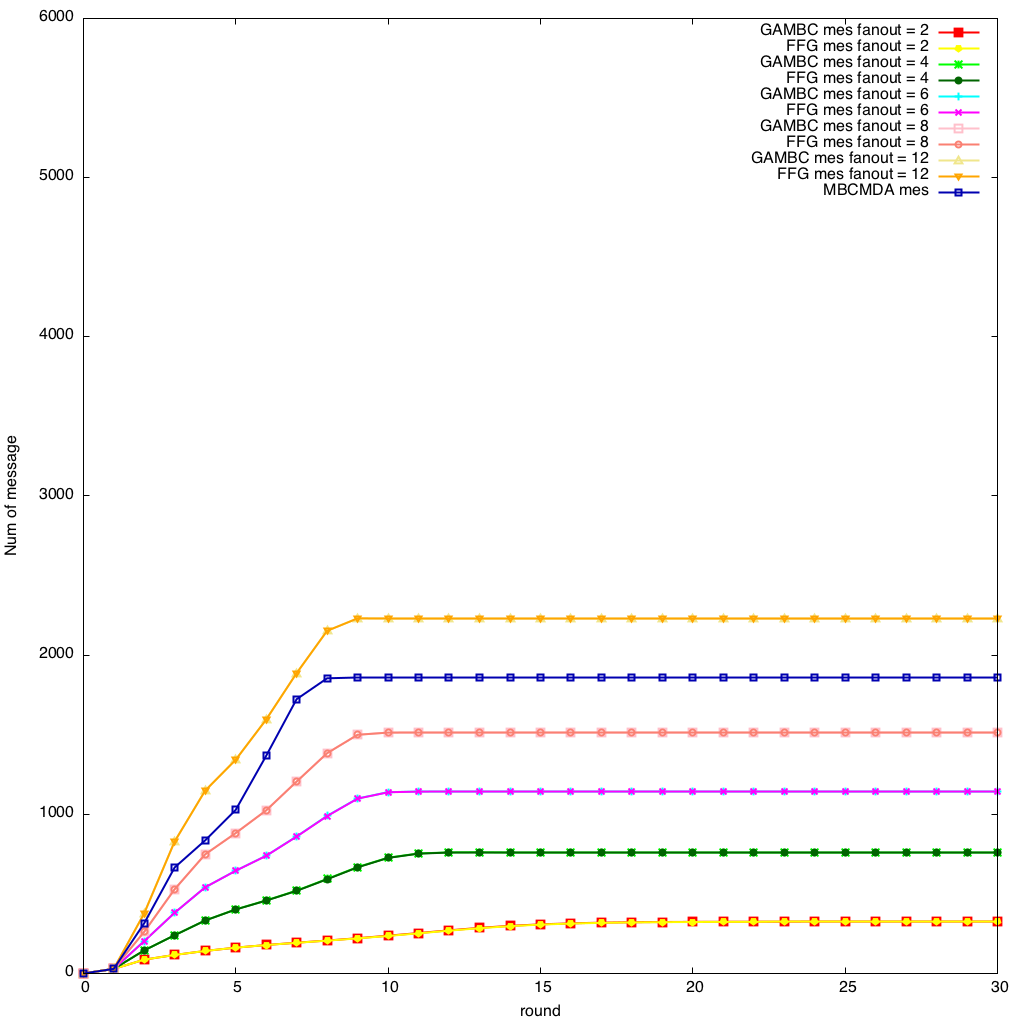 6000
5000
4000
3000
2000
1000
0
Num of message
GAMBC mes fanout = 2
FFG mes fanout = 2
GAMBC mes fanout = 4
FFG mes fanout = 4
GAMBC mes fanout = 6
FFG mes fanout = 6
GAMBC mes fanout = 8
FFG mes fanout = 8
GAMBC mes fanout = 12
FFG mes fanout = 12
MBCMDA mes
0 5 10 15 20 25 30
round